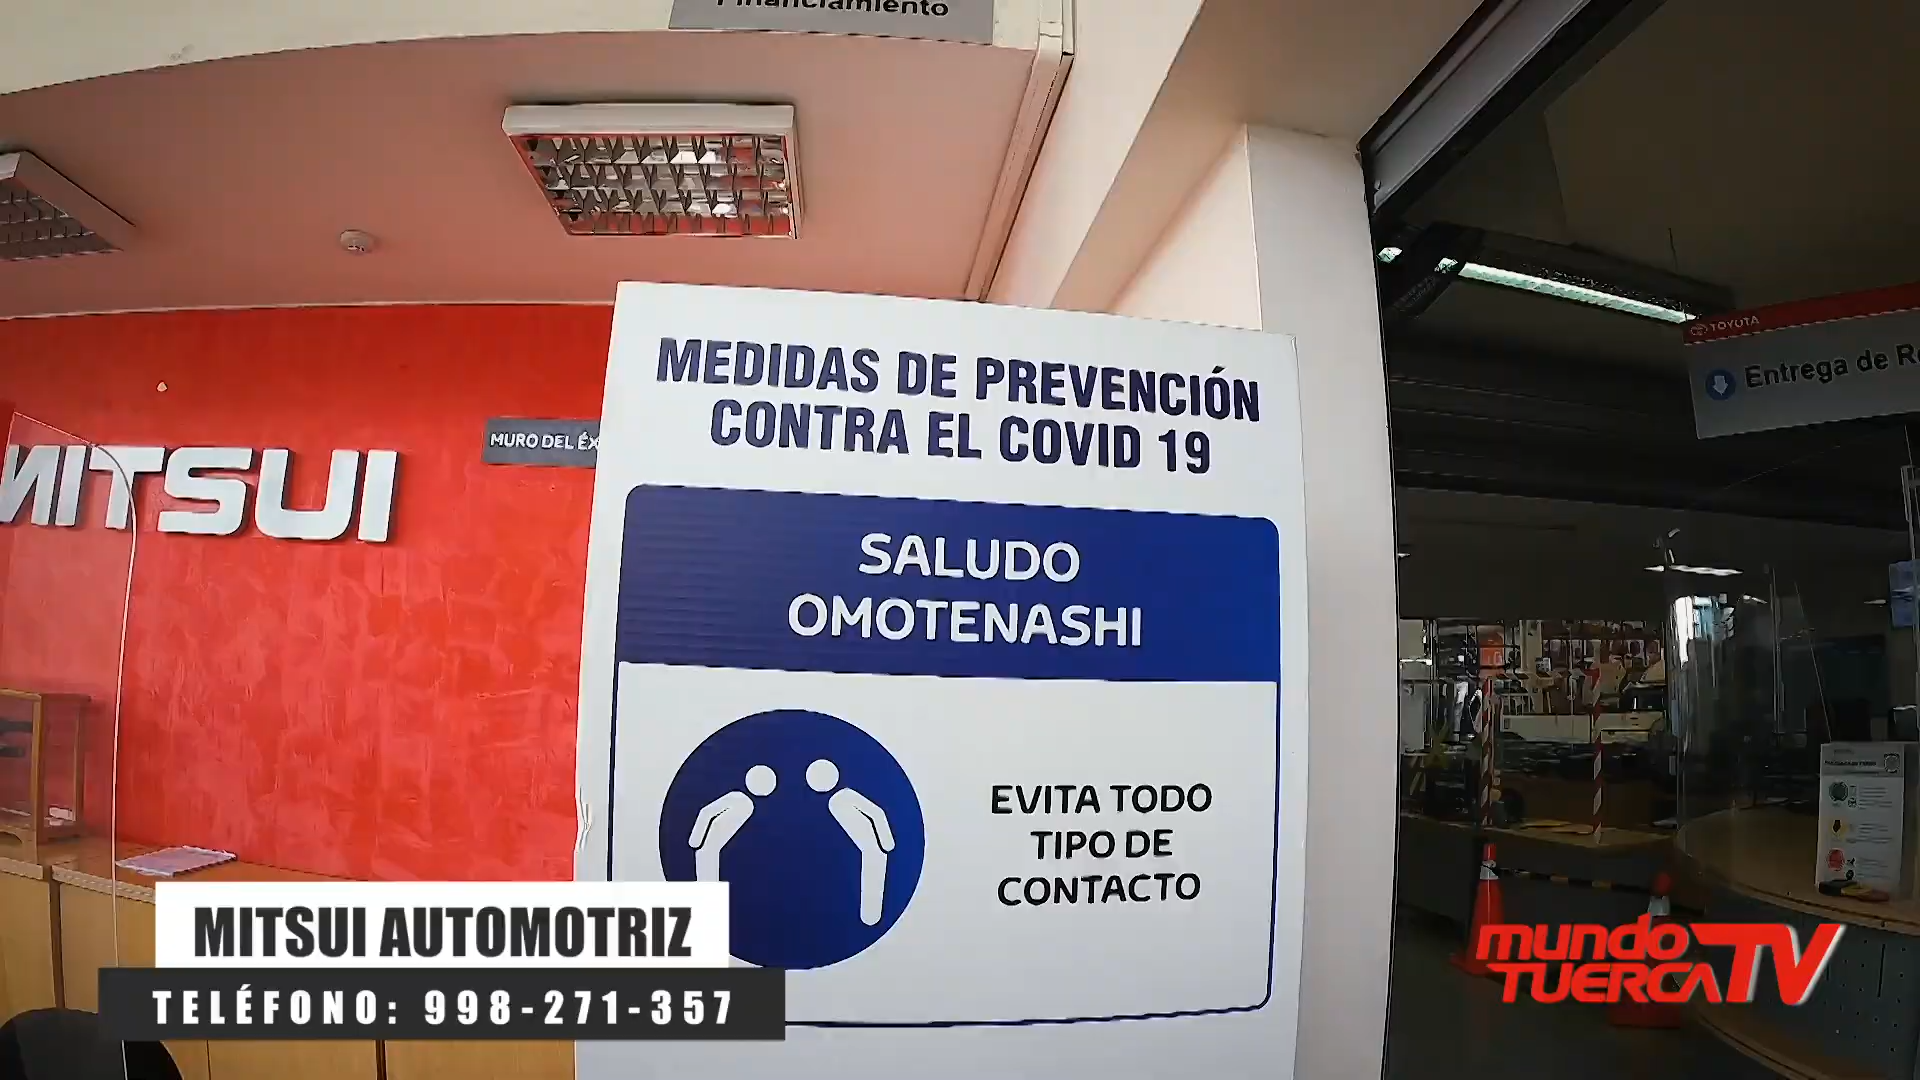 Financiamiento
TOYOTA
Entrega de
MITSUI
MURO DEL
MEDIDAS DE PREVENCIÓN
CONTRA EL COVID 19
SALUDO
OMOTENASHI
EVITA TODO
TIPO DE
CONTACTO
MITSUI AUTOMOTRIZ
TELÉFONO: 998-271-357
mundo
TUERCA TV